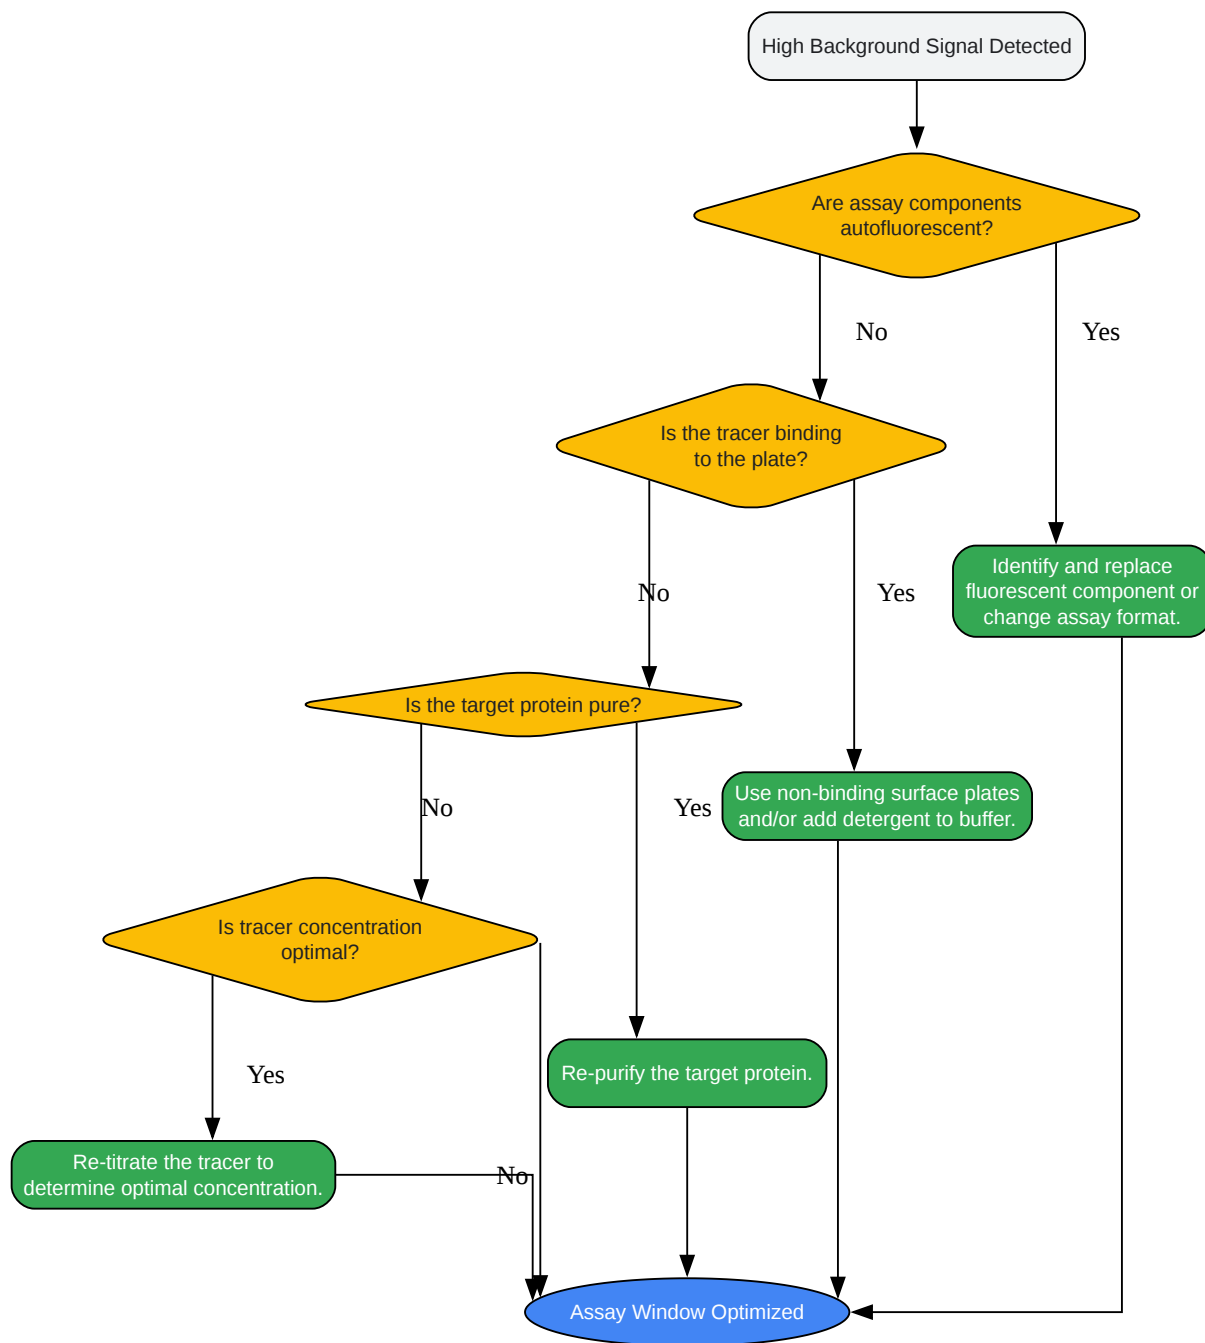 High Background Signal Detected
Are assay components
autofluorescent?
No
Yes
Is the tracer binding
to the plate?
Identify and replace
fluorescent component or
change assay format.
No
Yes
Is the target protein pure?
Use non-binding surface plates
and/or add detergent to buffer.
No
Yes
Is tracer concentration
optimal?
Re-purify the target protein.
Yes
Re-titrate the tracer to
determine optimal concentration.
No
Assay Window Optimized